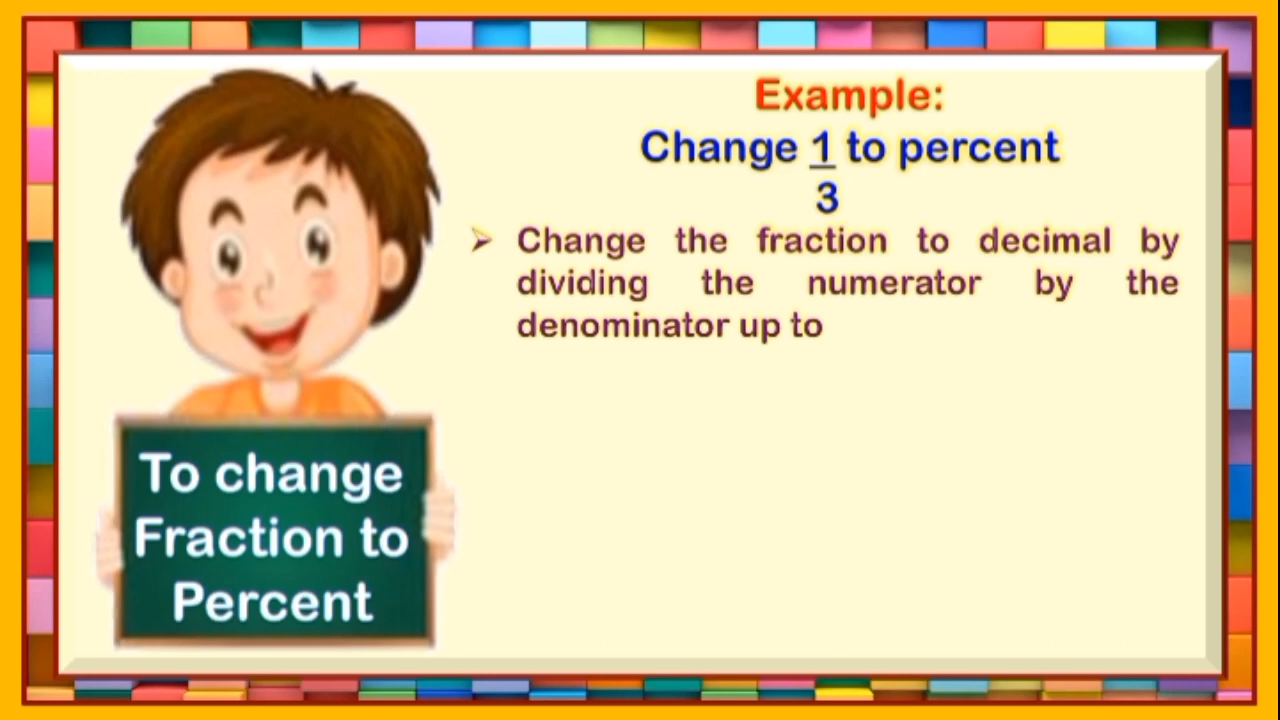 Example:
Change 1 to percent
3
➢ Change the fraction to decimal by
dividing the numerator by the
denominator up to
To change
Fraction to
Percent